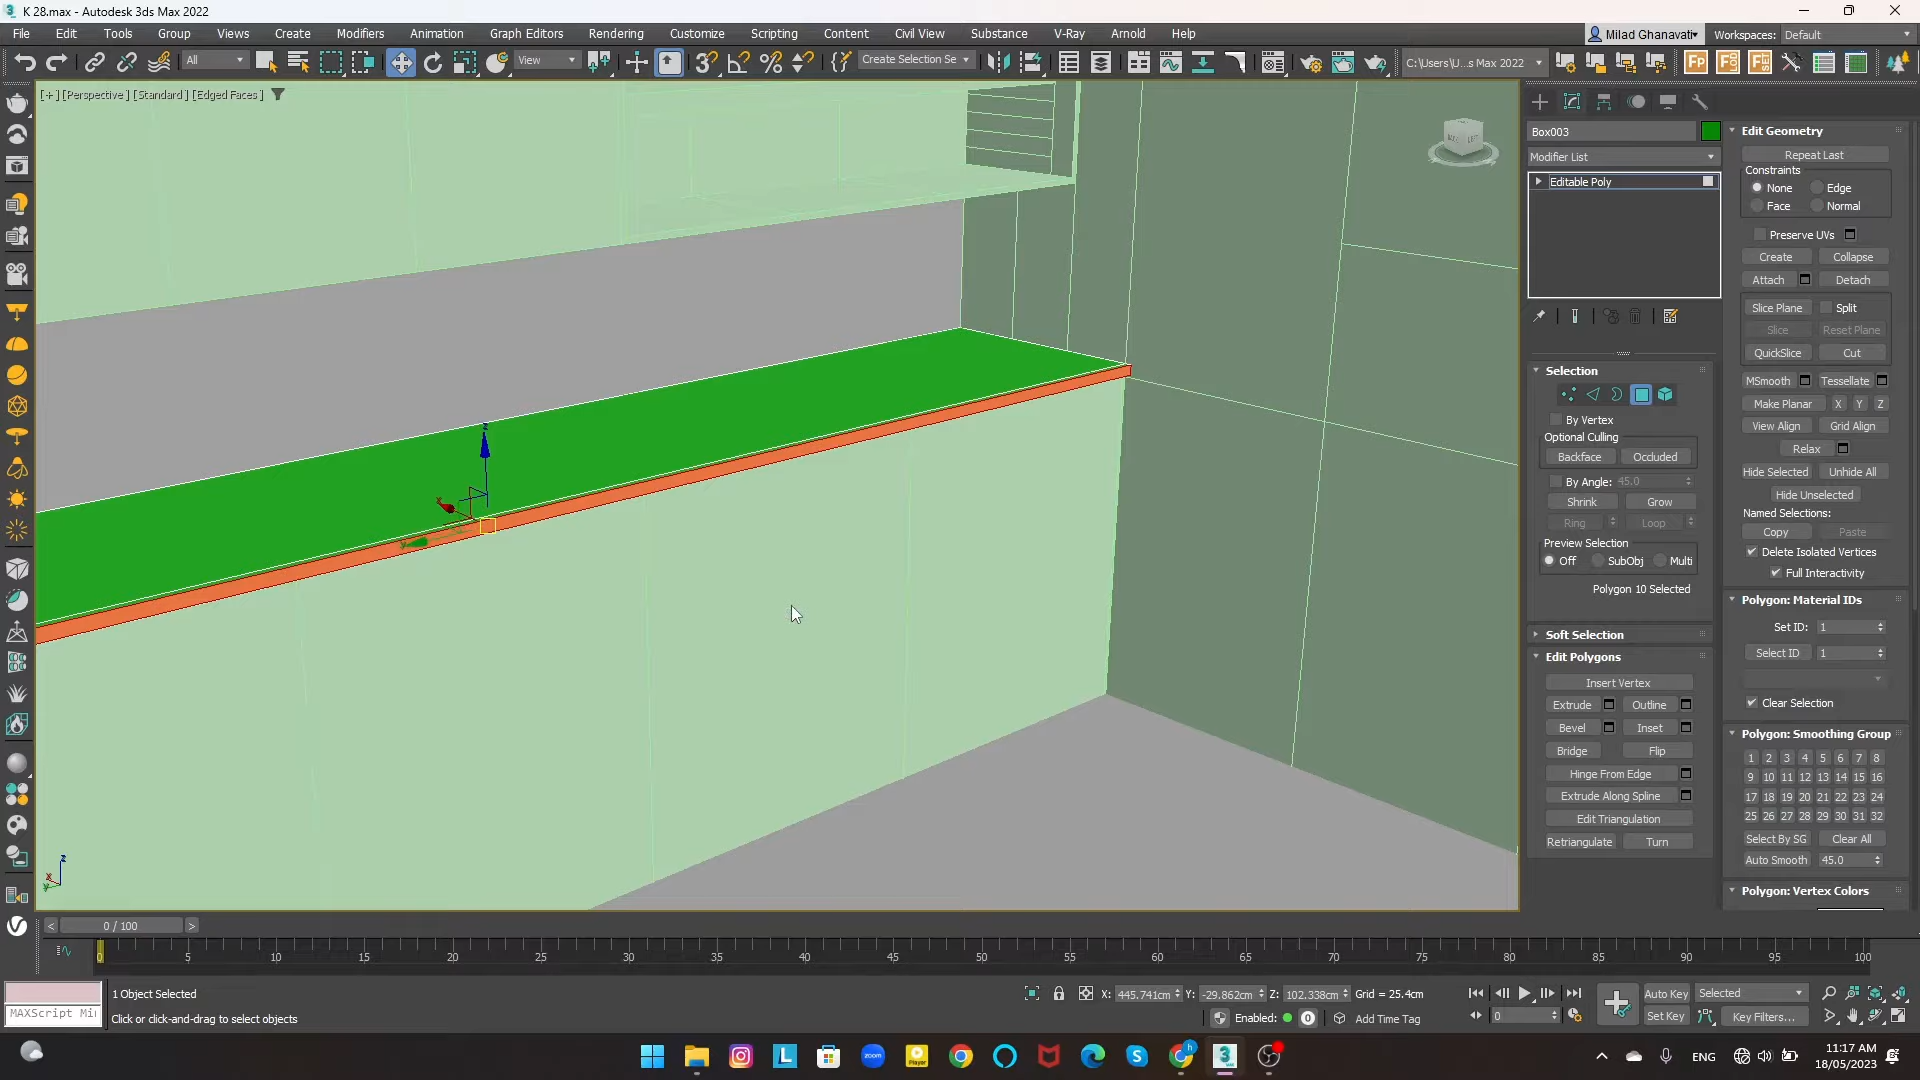 K 28.max - Autodesk 3ds Max 2022
File Edit Tools Group Views Create Modifiers Animation Graph Editors Rendering Customize Scripting Content Civil View Substance V-Ray Arnold Help
Milad Ghanavati Workspaces: Default
All View Create Selection Se C:\Users\U...s Max 2022
[+] [Perspective] [Standard] [Edged Faces]
Box003
Modifier List
Editable Poly
Selection
By Vertex
Optional Culling
Backface Occluded
By Angle: 45.0
Shrink Grow
Ring Loop
Preview Selection
Off SubObj Multi
Polygon 10 Selected
Soft Selection
Edit Polygons
Insert Vertex
Extrude Outline
Bevel Inset
Bridge Flip
Hinge From Edge
Extrude Along Spline
Edit Triangulation
Retriangulate Turn
Edit Geometry
Repeat Last
Constraints
None Edge
Face Normal
Preserve UVs
Create Collapse
Attach Detach
Slice Plane Split
Slice Reset Plane
QuickSlice Cut
MSmooth Tessellate
Make Planar X Y Z
View Align Grid Align
Relax
Hide Selected Unhide All
Hide Unselected
Named Selections:
Copy Paste
Delete Isolated Vertices
Full Interactivity
Polygon: Material IDs
Set ID: 1
Select ID 1
Clear Selection
Polygon: Smoothing Group
1 2 3 4 5 6 7 8
9 10 11 12 13 14 15 16
17 18 19 20 21 22 23 24
25 26 27 28 29 30 31 32
Select By SG Clear All
Auto Smooth 45.0
Polygon: Vertex Colors
z
x
y
z
x
y
< 0 / 100 >
0 5 10 15 20 25 30 35 40 45 50 55 60 65 70 75 80 85 90 95 100
1 Object Selected X: 445.741cm Y: -29.862cm Z: 102.338cm Grid = 25.4cm Auto Key Selected
MAXScript Mi Click or click-and-drag to select objects Enabled: 0 Add Time Tag 0 Set Key Key Filters...
zoom Player ENG 11:17 AM
18/05/2023